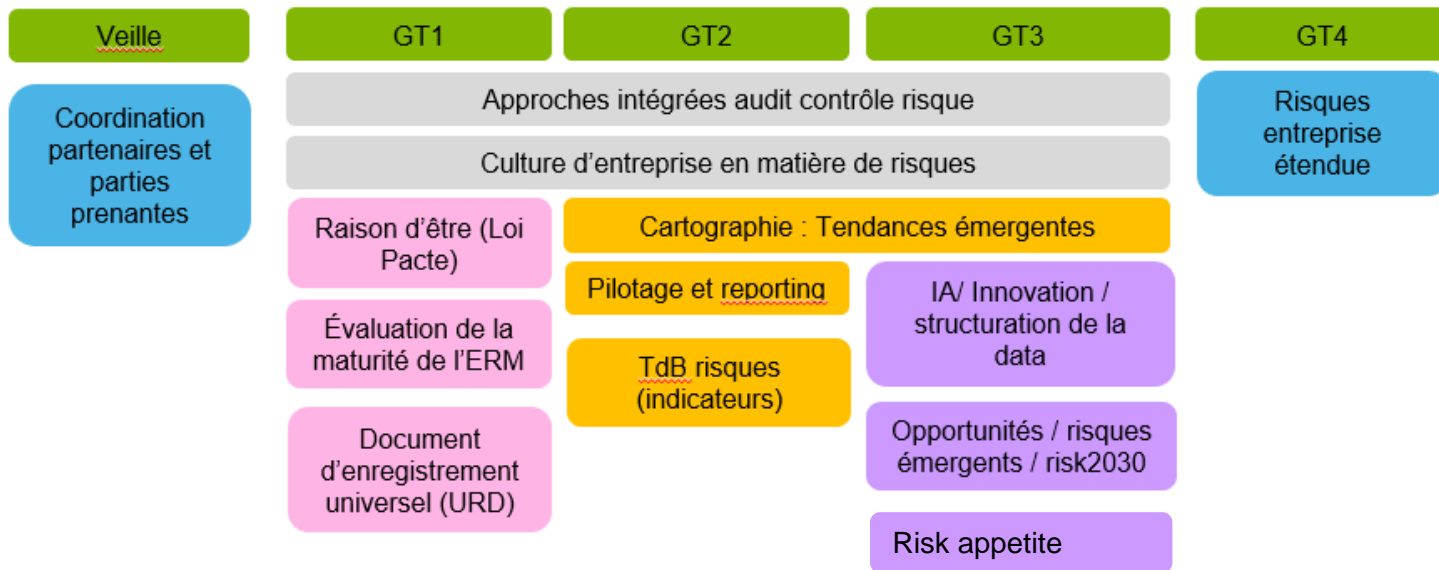 Veille
GT1
GT2
GT3
GT4
Coordination
partenaires et
parties
prenantes
Approches intégrées audit contrôle risque
Culture d’entreprise en matière de risques
Risques
entreprise
étendue
Raison d’être (Loi
Pacte)
Évaluation de la
maturité de l’ERM
Document
d’enregistrement
universel (URD)
Cartographie : Tendances émergentes
Pilotage et reporting
TdB risques
(indicateurs)
IA/ Innovation /
structuration de la
data
Opportunités / risques
émergents / risk2030
Risk appetite